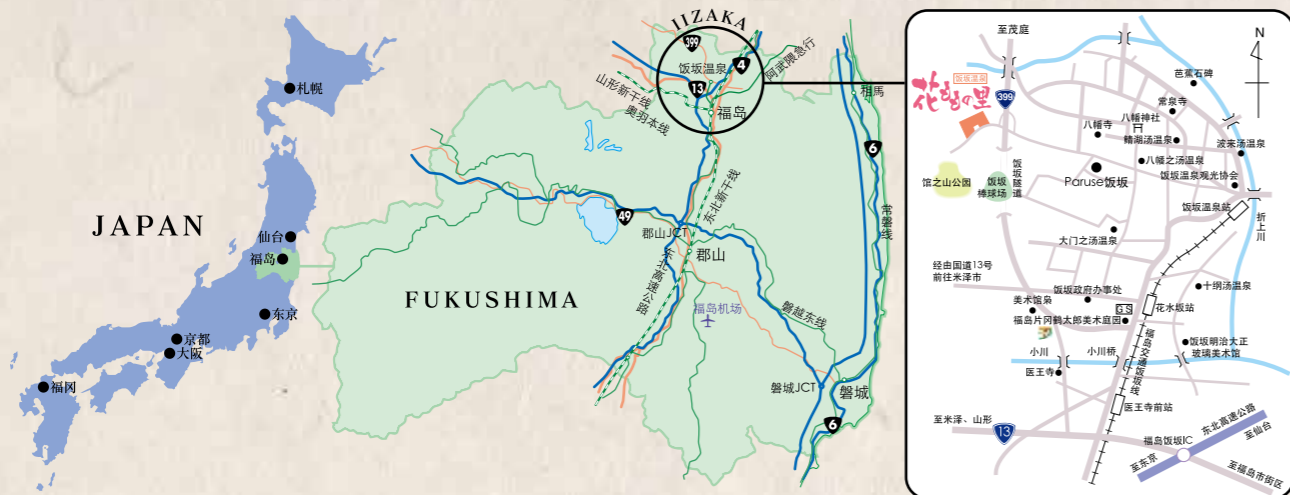 JAPAN
札幌
仙台
福岛
东京
京都
大阪
福冈
IIZAKA
399
4
13
饭坂温泉
福岛
阿武隈急行
山形新干线
奥羽本线
相馬
6
49
东北新干线
常磐线
郡山JCT
郡山
东北高速公路
FUKUSHIMA
福岛机场
磐越东线
磐城JCT
磐城
6
至茂庭
N
饭坂温泉
花ももの里
399
芭蕉石碑
常泉寺
八幡神社
八幡寺
鯖湖汤温泉
波来汤温泉
八幡之汤温泉
饭坂温泉观光协会
Paruse饭坂
馆之山公园
饭坂
棒球场
饭坂隧道
饭坂温泉站
折上川
大门之汤温泉
经由国道13号
前往米泽市
饭坂政府办事处
十纲汤温泉
美术馆枭
GS
花水坂站
福岛片冈鹤太郎美术庭园
福岛交通饭坂线
饭坂明治大正
玻璃美术馆
小川
小川桥
医王寺
医王寺前站
至米泽、山形
13
福岛饭坂IC
东北高速公路
至仙台
至东京
至福岛市街区